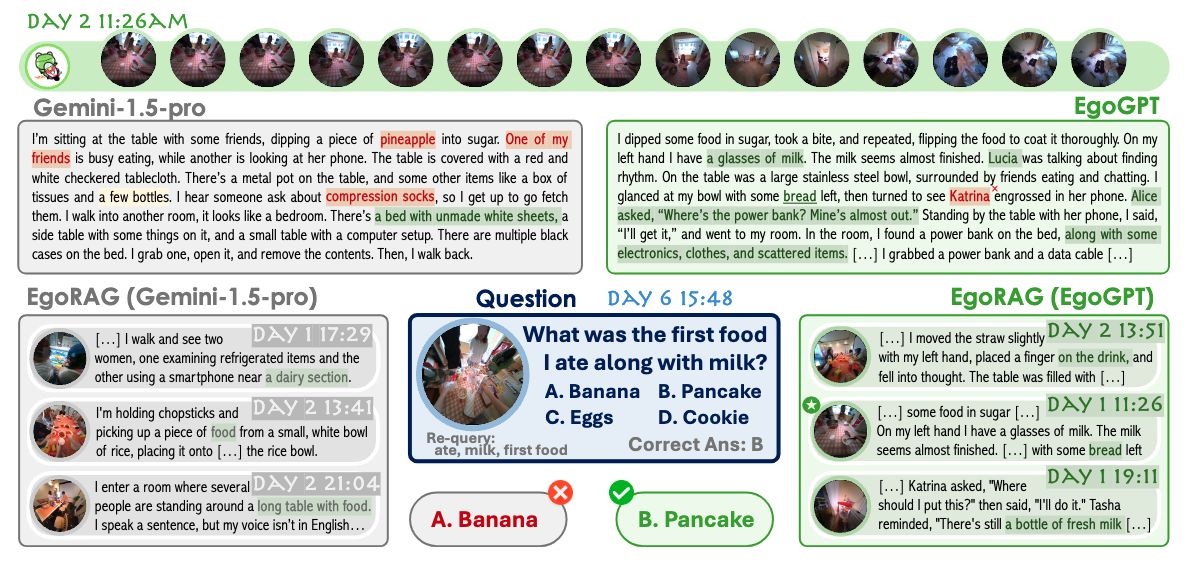 DAY 2 11:26AM
Gemini-1.5-pro
I'm sitting at the table with some friends, dipping a piece of pineapple into sugar. One of my
friends is busy eating, while another is looking at her phone. The table is covered with a red and
white checkered tablecloth. There's a metal pot on the table, and some other items like a box of
tissues and a few bottles. I hear someone ask about compression socks, so I get up to go fetch
them. I walk into another room, it looks like a bedroom. There's a bed with unmade white sheets, a
side table with some things on it, and a small table with a computer setup. There are multiple black
cases on the bed. I grab one, open it, and remove the contents. Then, I walk back.
EgoGPT
I dipped some food in sugar, took a bite, and repeated, flipping the food to coat it thoroughly. On my
left hand I have a glasses of milk. The milk seems almost finished. Lucia was talking about finding
rhythm. On the table was a large stainless steel bowl, surrounded by friends eating and chatting. I
glanced at my bowl with some bread left, then turned to see Katrina engrossed in her phone. Alice
asked, "Where's the power bank? Mine's almost out." Standing by the table with her phone, I said,
"I'll get it," and went to my room. In the room, I found a power bank on the bed, along with some
electronics, clothes, and scattered items. [...] I grabbed a power bank and a data cable [...]
EgoRAG (Gemini-1.5-pro)
[...] I walk and see two DAY 1 17:29
women, one examining refrigerated items and the
other using a smartphone near a dairy section.
I'm holding chopsticks and DAY 2 13:41
picking up a piece of food from a small, white bowl
of rice, placing it onto [...] the rice bowl.
I enter a room where several DAY 2 21:04
people are standing around a long table with food.
I speak a sentence, but my voice isn't in English...
Question DAY 6 15:48
What was the first food
I ate along with milk?
A. Banana B. Pancake
C. Eggs D. Cookie
Re-query:
ate, milk, first food
Correct Ans: B
A. Banana
B. Pancake
EgoRAG (EgoGPT)
[...] I moved the straw slightly DAY 2 13:51
with my left hand, placed a finger on the drink, and
fell into thought. The table was filled with [...]
[...] some food in sugar [...] DAY 1 11:26
On my left hand I have a glasses of milk. The milk
seems almost finished. [...] with some bread left
[...] Katrina asked, "Where DAY 1 19:11
should I put this?" then said, "I'll do it." Tasha
reminded, "There's still a bottle of fresh milk [...]